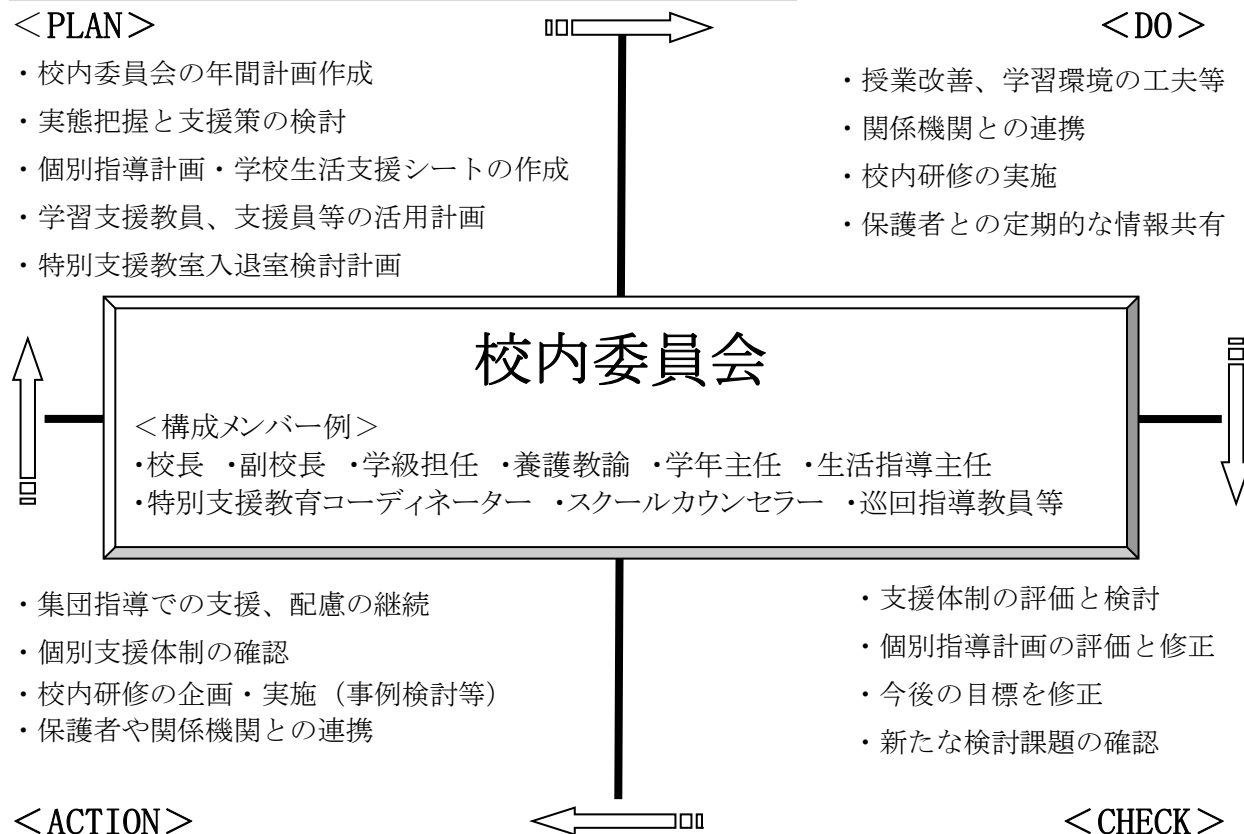 ＜PLAN＞
・校内委員会の年間計画作成
・実態把握と支援策の検討
・個別指導計画・学校生活支援シートの作成
・学習支援教員、支援員等の活用計画
・特別支援教室入退室検討計画
＜DO＞
・授業改善、学習環境の工夫等
・関係機関との連携
・校内研修の実施
・保護者との定期的な情報共有
校内委員会
＜構成メンバー例＞
・校長 ・副校長 ・学級担任 ・養護教諭 ・学年主任 ・生活指導主任
・特別支援教育コーディネーター ・スクールカウンセラー ・巡回指導教員等
・集団指導での支援、配慮の継続
・個別支援体制の確認
・校内研修の企画・実施（事例検討等）
・保護者や関係機関との連携
＜ACTION＞
・支援体制の評価と検討
・個別指導計画の評価と修正
・今後の目標を修正
・新たな検討課題の確認
＜CHECK＞